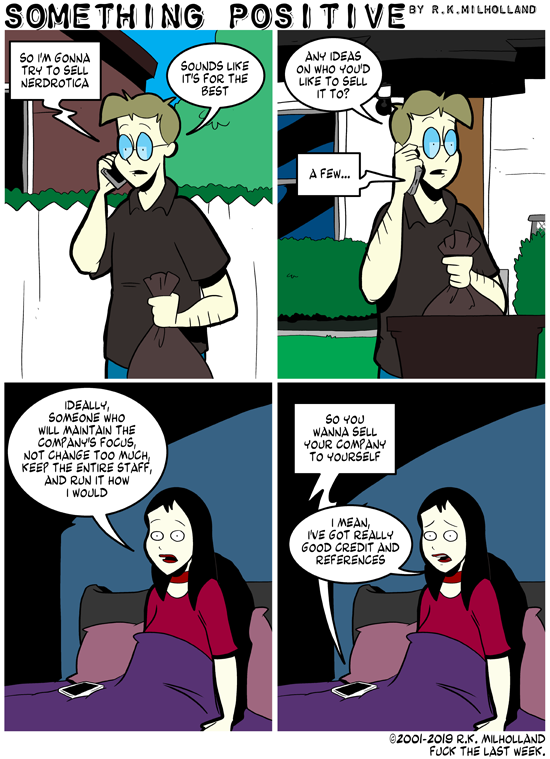 SOMETHING POSITIVE BY R.K.MILHOLLAND
SO I'M GONNA
TRY TO SELL
NERDROTICA
SOUNDS LIKE
IT'S FOR THE
BEST
ANY IDEAS
ON WHO YOU'D
LIKE TO SELL
IT TO?
A FEW...
IDEALLY,
SOMEONE WHO
WILL MAINTAIN THE
COMPANY'S FOCUS,
NOT CHANGE TOO MUCH,
KEEP THE ENTIRE STAFF,
AND RUN IT HOW
I WOULD
SO YOU
WANNA SELL
YOUR COMPANY
TO YOURSELF
I MEAN,
I'VE GOT REALLY
GOOD CREDIT AND
REFERENCES
©2001-2019 R.K. MILHOLLAND
FUCK THE LAST WEEK.